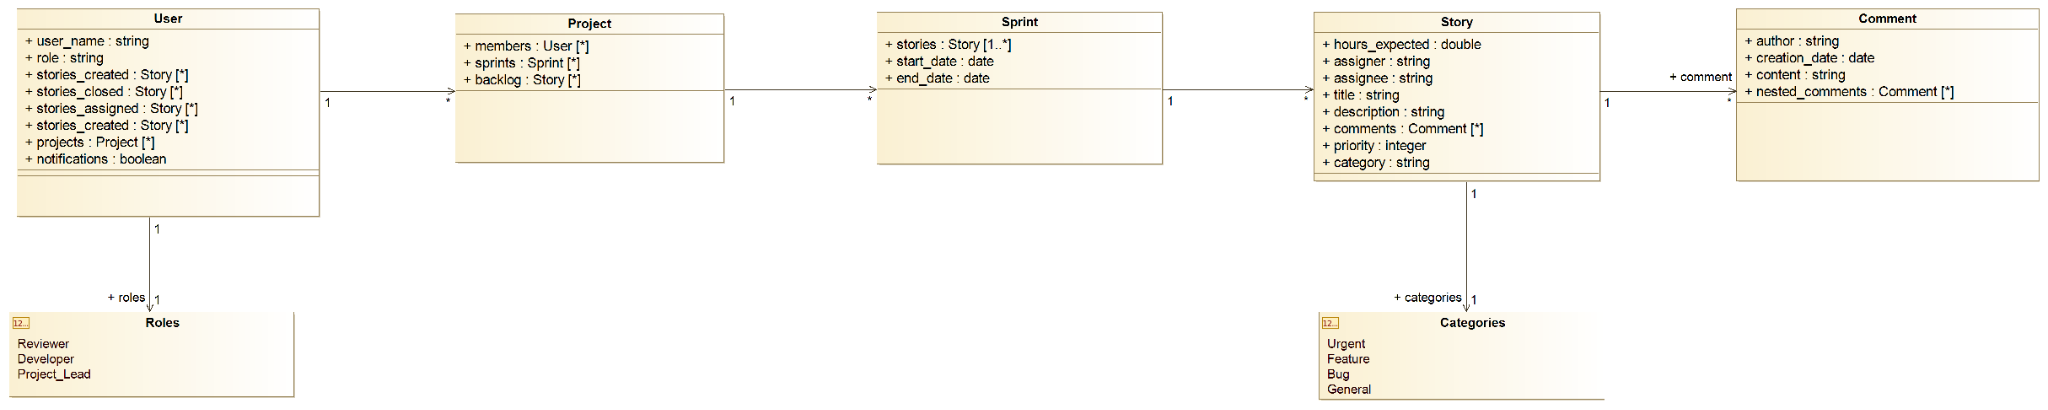 User
+ user_name : string
+ role : string
+ stories_created : Story [*]
+ stories_closed : Story [*]
+ stories_assigned : Story [*]
+ stories_created : Story [*]
+ projects : Project [*]
+ notifications : boolean
1
*
Project
+ members : User [*]
+ sprints : Sprint [*]
+ backlog : Story [*]
1
*
Sprint
+ stories : Story [1..*]
+ start_date : date
+ end_date : date
1
*
Story
+ hours_expected : double
+ assigner : string
+ assignee : string
+ title : string
+ description : string
+ comments : Comment [*]
+ priority : integer
+ category : string
+ comment
1
*
Comment
+ author : string
+ creation_date : date
+ content : string
+ nested_comments : Comment [*]
1
+ roles
1
12...
Roles
Reviewer
Developer
Project_Lead
1
+ categories
1
12...
Categories
Urgent
Feature
Bug
General